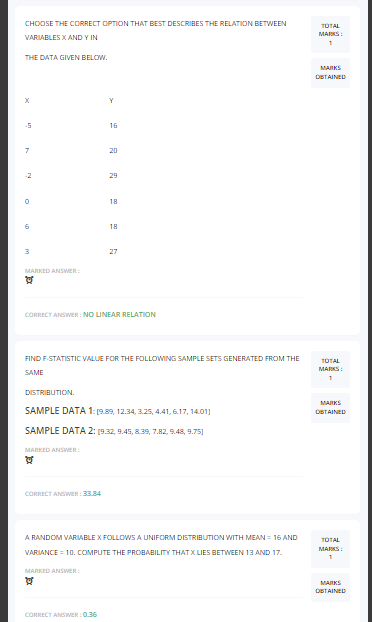 CHOOSE THE CORRECT OPTION THAT BEST DESCRIBES THE RELATION BETWEEN
VARIABLES X AND Y IN
THE DATA GIVEN BELOW.
TOTAL
MARKS :
1
MARKS
OBTAINED
X Y
-5 16
7 20
-2 29
0 18
6 18
3 27
MARKED ANSWER :
CORRECT ANSWER : NO LINEAR RELATION
FIND F-STATISTIC VALUE FOR THE FOLLOWING SAMPLE SETS GENERATED FROM THE
SAME
DISTRIBUTION.
TOTAL
MARKS :
1
MARKS
OBTAINED
SAMPLE DATA 1: [9.89, 12.34, 3.25, 4.41, 6.17, 14.01]
SAMPLE DATA 2: [9.32, 9.45, 8.39, 7.82, 9.48, 9.75]
MARKED ANSWER :
CORRECT ANSWER : 33.84
A RANDOM VARIABLE X FOLLOWS A UNIFORM DISTRIBUTION WITH MEAN = 16 AND
VARIANCE = 10. COMPUTE THE PROBABILITY THAT X LIES BETWEEN 13 AND 17.
TOTAL
MARKS :
1
MARKS
OBTAINED
MARKED ANSWER :
CORRECT ANSWER : 0.36